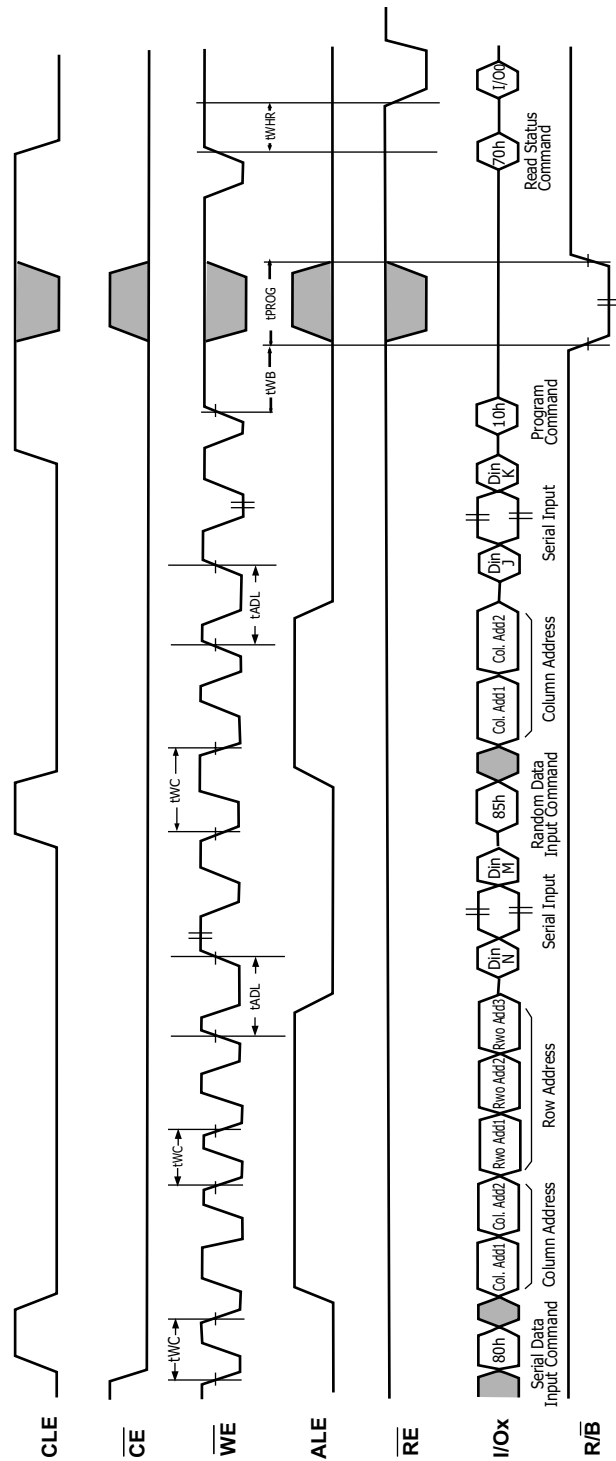 CLE
CE
WE
tWC
tWC
tADL
tWC
tADL
tWB
tPROG
tWHR
ALE
RE
I/Ox
80h
Col. Add1
Col. Add2
Rwo Add1
Rwo Add2
Rwo Add3
Din N
Din M
85h
Col. Add1
Col. Add2
Din J
Din K
10h
70h
I/O0
Serial Data Input Command
Column Address
Row Address
Serial Input
Random Data Input Command
Column Address
Serial Input
Program Command
Read Status Command
R/B